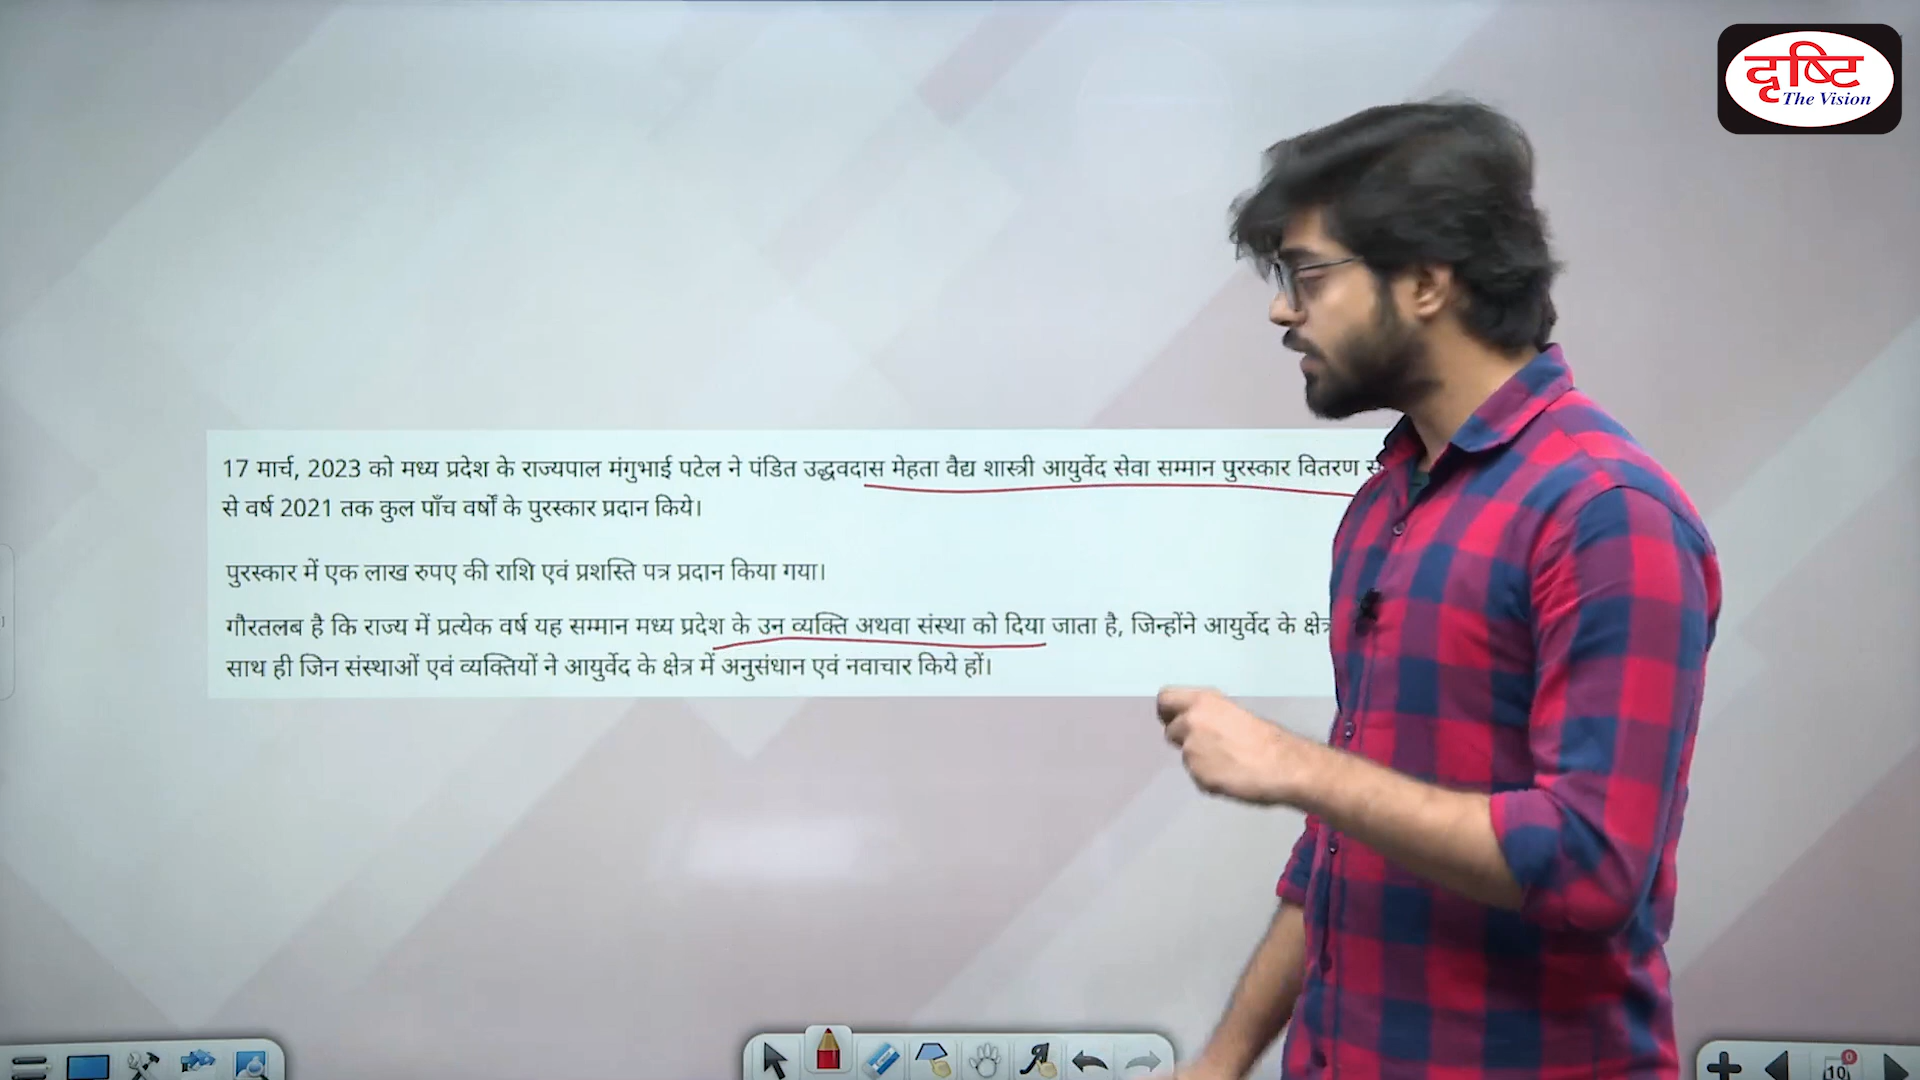 दृष्टि
The Vision
17 मार्च, 2023 को मध्य प्रदेश के राज्यपाल मंगुभाई पटेल ने पंडित उद्धवदास मेहता वैद्य शास्त्री आयुर्वेद सेवा सम्मान पुरस्कार वितरण
से वर्ष 2021 तक कुल पाँच वर्षों के पुरस्कार प्रदान किये।
पुरस्कार में एक लाख रुपए की राशि एवं प्रशस्ति पत्र प्रदान किया गया।
गौरतलब है कि राज्य में प्रत्येक वर्ष यह सम्मान मध्य प्रदेश के उन व्यक्ति अथवा संस्था को दिया जाता है, जिन्होंने आयुर्वेद के
साथ ही जिन संस्थाओं एवं व्यक्तियों ने आयुर्वेद के क्षेत्र में अनुसंधान एवं नवाचार किये हों।
10
0